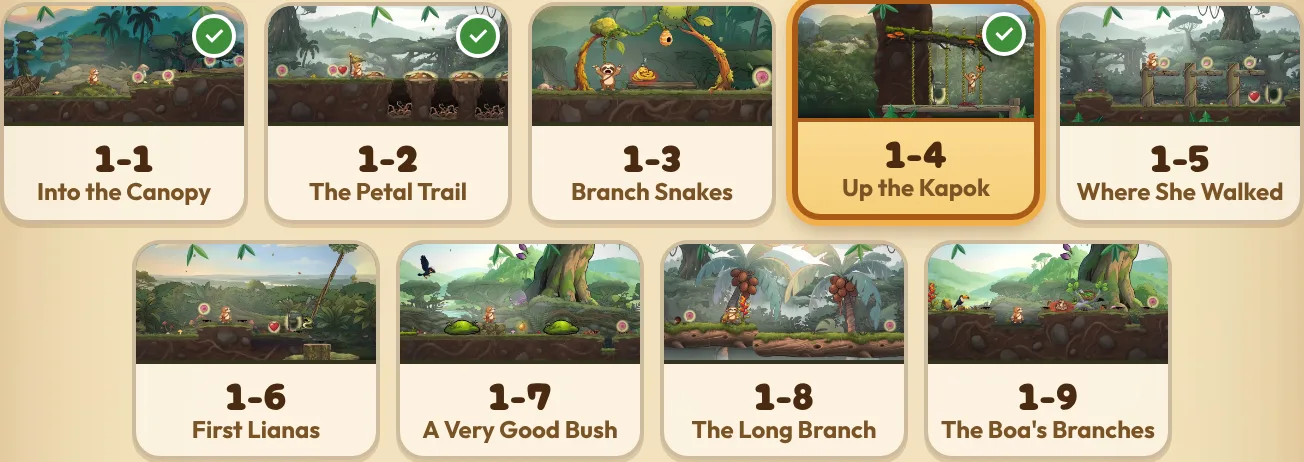 1-1
Into the Canopy
1-2
The Petal Trail
1-3
Branch Snakes
1-4
Up the Kapok
1-5
Where She Walked
1-6
First Lianas
1-7
A Very Good Bush
1-8
The Long Branch
1-9
The Boa's Branches